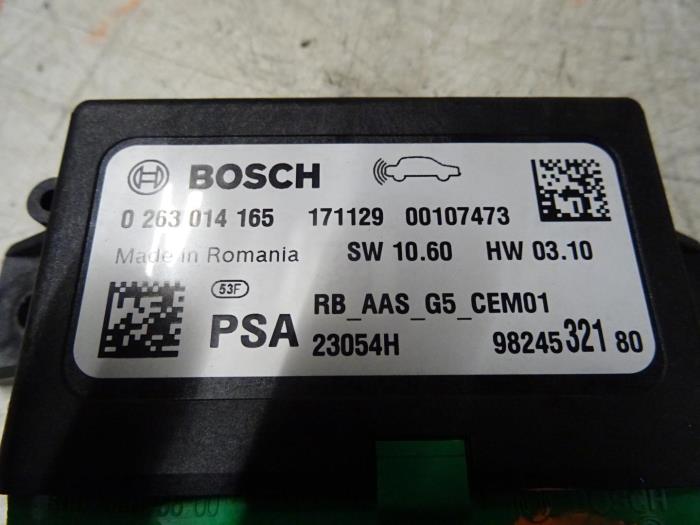 BOSCH
0 263 014 165 171129 00107473
Made in Romania SW 10.60 HW 03.10
53F
RB_AAS_G5_CEM01
PSA 23054H 98245 321 80
BOSCH